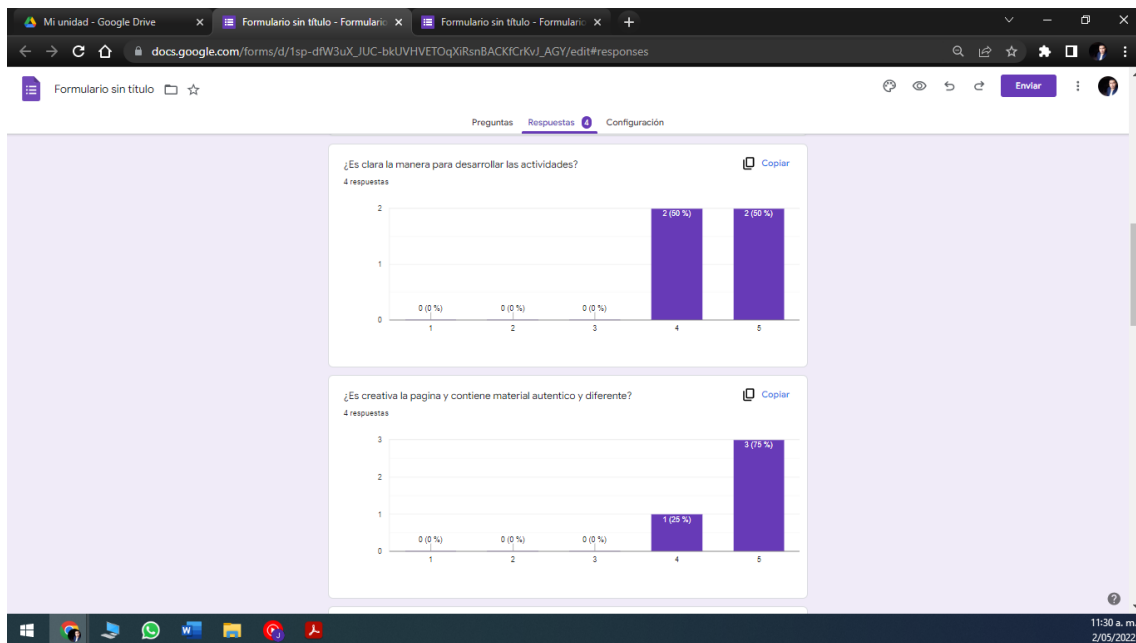 Mi unidad - Google Drive
Formulario sin título - Formulario
Formulario sin título - Formulario
docs.google.com/forms/d/1sp-dfW3uX_JUC-bkUVHVETOqXiRsnBACKfCrKvJ_AGY/edit#responses
Formulario sin título
Enviar
Preguntas Respuestas 4 Configuración
¿Es clara la manera para desarrollar las actividades?
Copiar
4 respuestas
2
1
0
0 (0 %) 0 (0 %) 0 (0 %) 2 (50 %) 2 (50 %)
1 2 3 4 5
¿Es creativa la pagina y contiene material autentico y diferente?
Copiar
4 respuestas
3
2
1
0
0 (0 %) 0 (0 %) 0 (0 %) 1 (25 %) 3 (75 %)
1 2 3 4 5
11:30 a. m.
2/05/2022